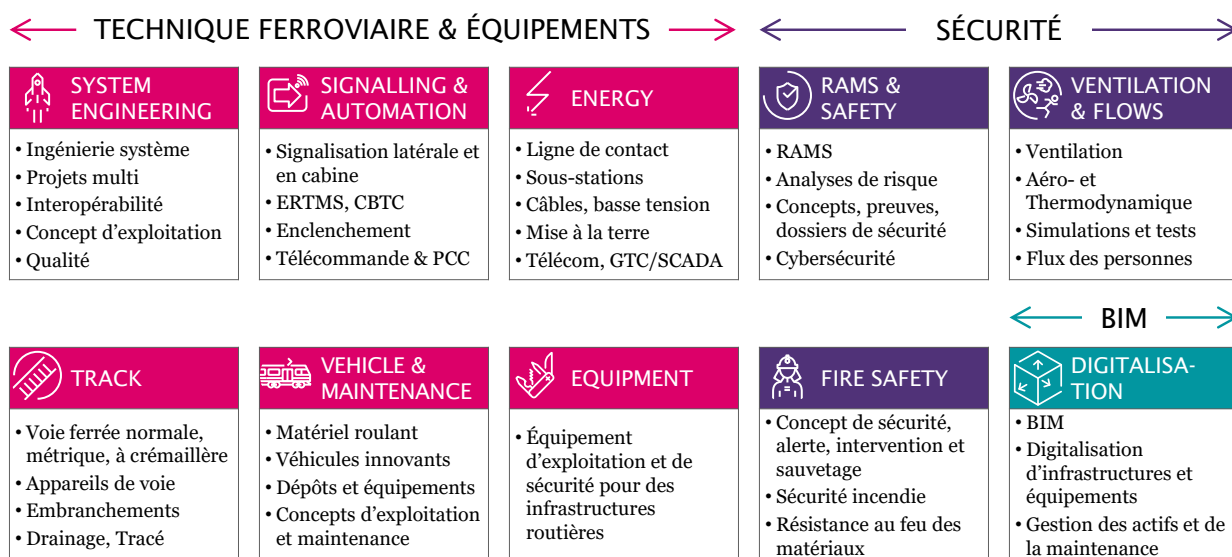 TECHNIQUE FERROVIAIRE & ÉQUIPEMENTS
SÉCURITÉ
SYSTEM
ENGINEERING
• Ingénierie système
• Projets multi
• Interopérabilité
• Concept d'exploitation
• Qualité
SIGNALLING &
AUTOMATION
• Signalisation latérale et
en cabine
• ERTMS, CBTC
• Enclenchement
• Télécommande & PCC
ENERGY
• Ligne de contact
• Sous-stations
• Câbles, basse tension
• Mise à la terre
• Télécom, GTC/SCADA
RAMS &
SAFETY
• RAMS
• Analyses de risque
• Concepts, preuves,
dossiers de sécurité
• Cybersécurité
VENTILATION
& FLOWS
• Ventilation
• Aéro- et
Thermodynamique
• Simulations et tests
• Flux des personnes
BIM
TRACK
• Voie ferrée normale,
métrique, à crémaillère
• Appareils de voie
• Embranchements
• Drainage, Tracé
VEHICLE &
MAINTENANCE
• Matériel roulant
• Véhicules innovants
• Dépôts et équipements
• Concepts d'exploitation
et maintenance
EQUIPMENT
• Équipement
d'exploitation et de
sécurité pour des
infrastructures
routières
FIRE SAFETY
• Concept de sécurité,
alerte, intervention et
sauvetage
• Sécurité incendie
• Résistance au feu des
matériaux
DIGITALISA-
TION
• BIM
• Digitalisation
d'infrastructures et
équipements
• Gestion des actifs et de
la maintenance